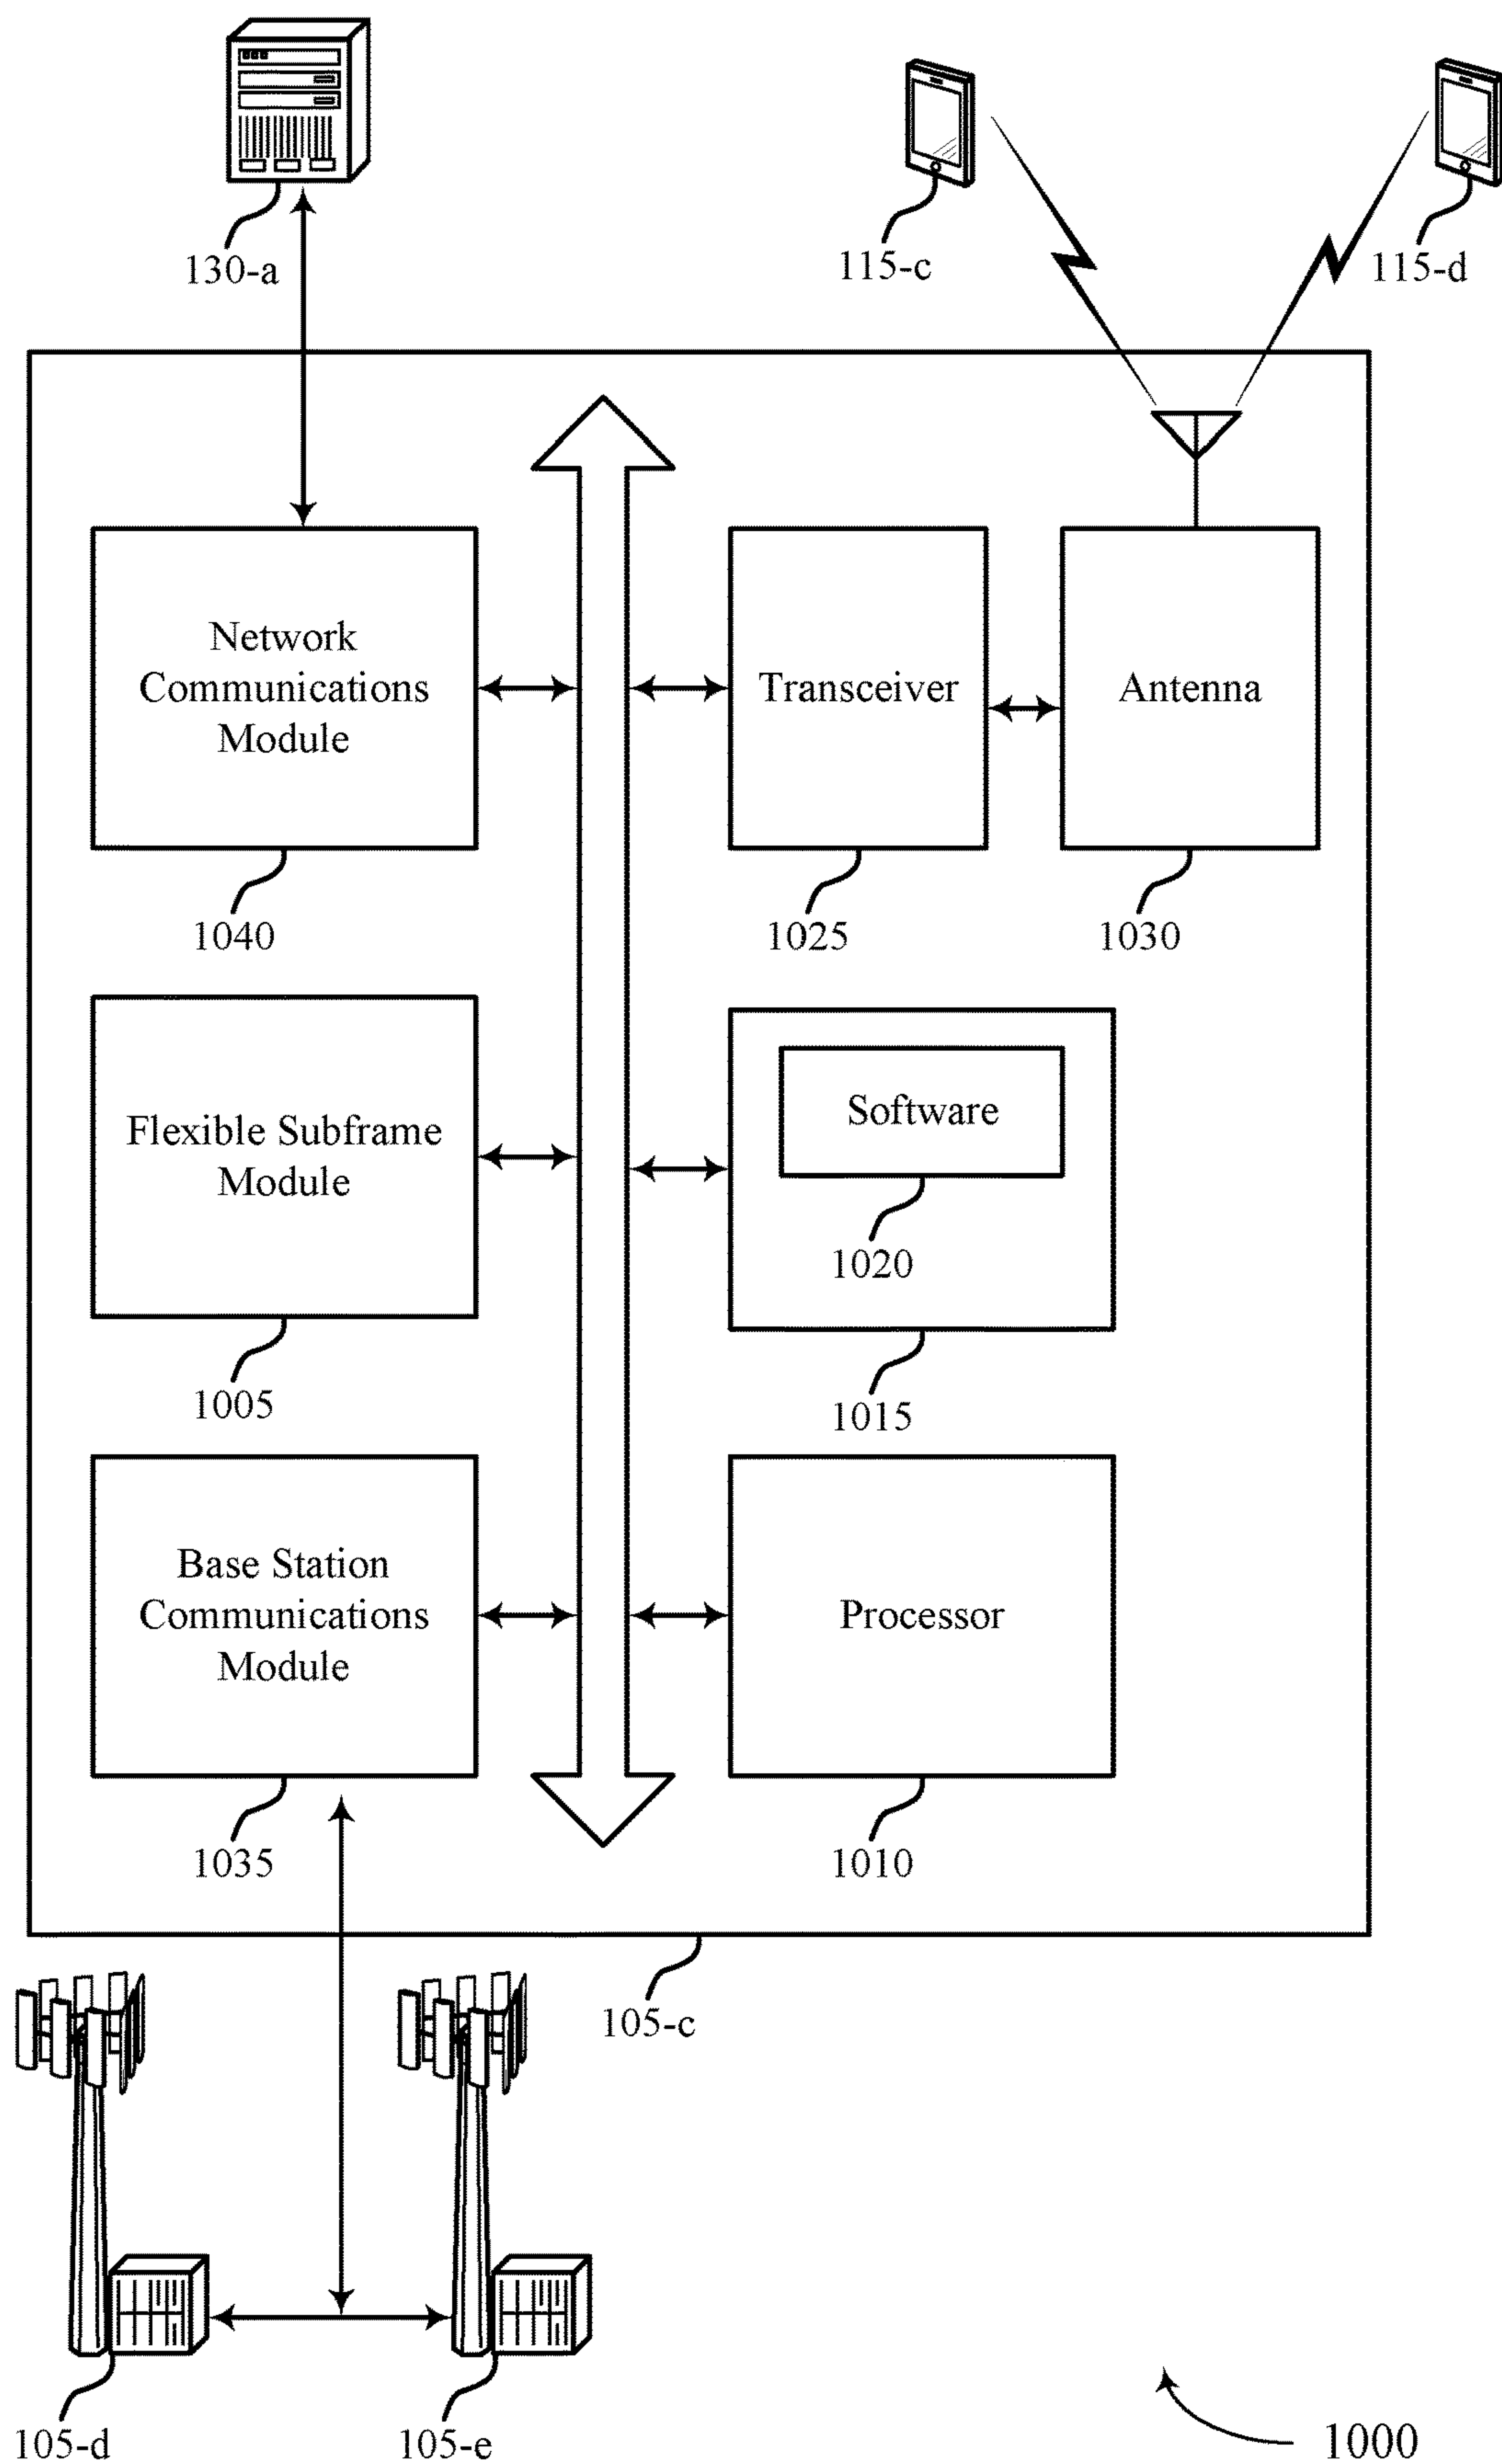 130-a
115-c
115-d
Network
Communications
Module
Transceiver
Antenna
1040
1025
1030
Flexible Subframe
Module
Software
1020
1005
1015
Base Station
Communications
Module
Processor
1035
1010
105-c
105-d
105-e
1000